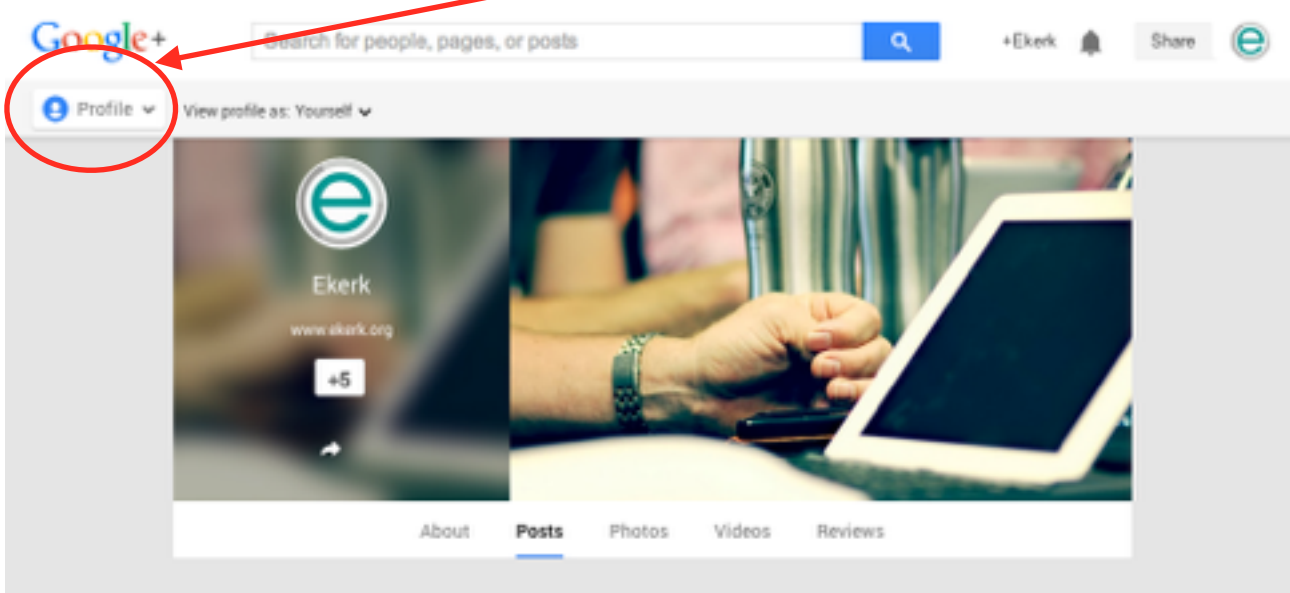 Google+
Search for people, pages, or posts
+Ekerk
Share
Profile
View profile as: Yourself
Ekerk
www.ekerk.org
+5
About Posts Photos Videos Reviews